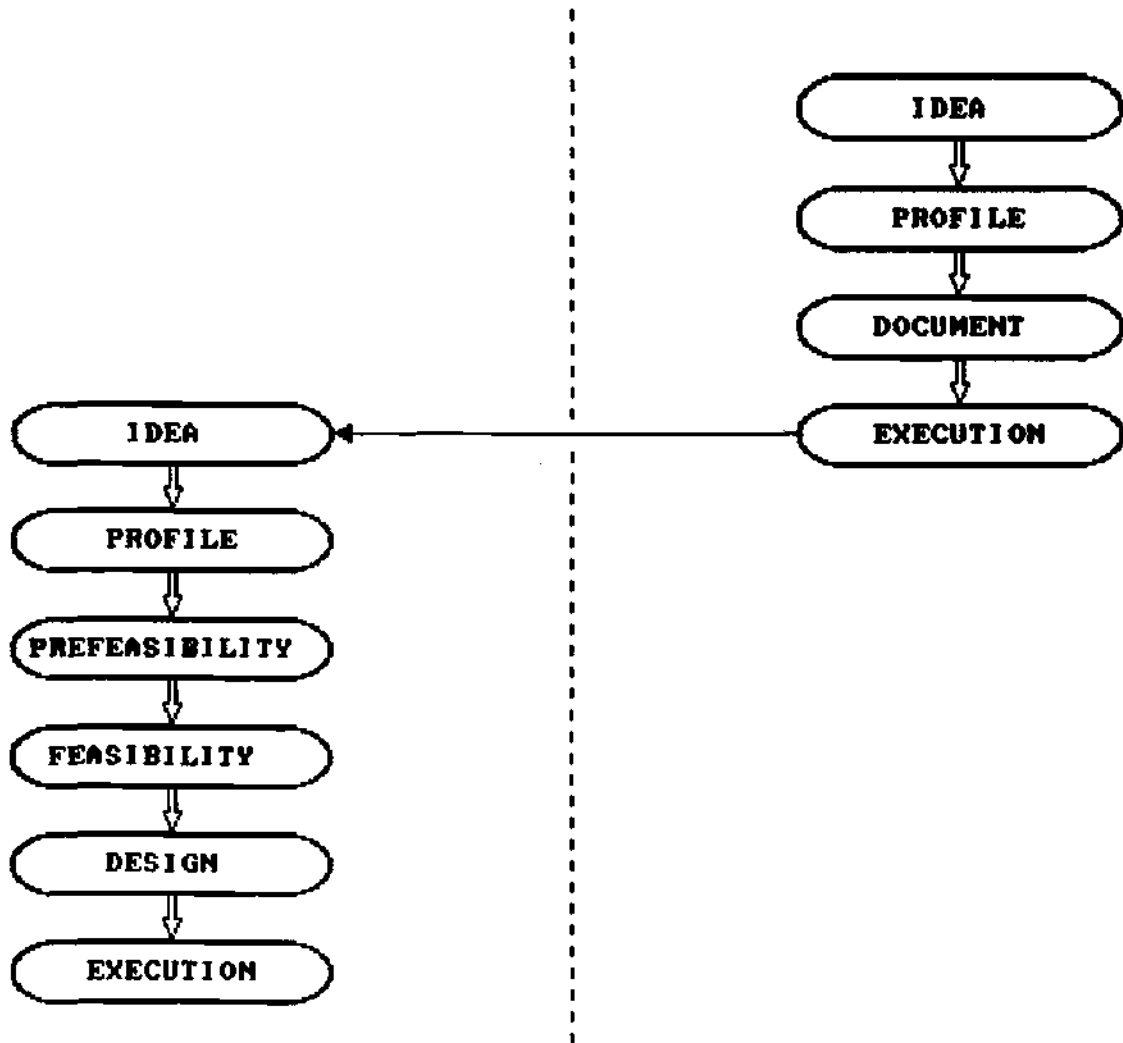 IDEA
PROFILE
DOCUMENT
EXECUTION
IDEA
PROFILE
PREFEASIBILITY
FEASIBILITY
DESIGN
EXECUTION